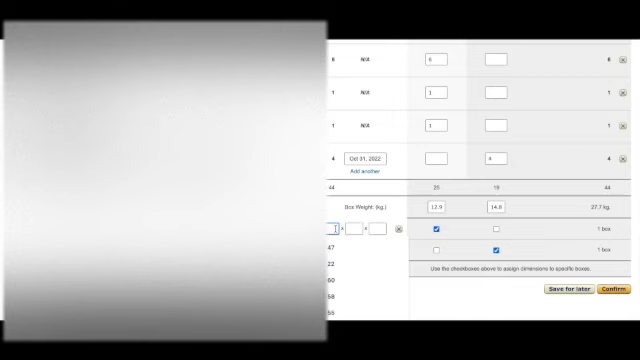 6 N/A 6 6
1 N/A 1 1
1 N/A 1 1
4 Oct 31, 2022 4 4
Add another
44 25 19 44
Box Weight: (kg.) 12.9 14.8 27.7 kg.
x x 1 box
47 1 box
22
60 Use the checkboxes above to assign dimensions to specific boxes.
58 Save for later Confirm
55